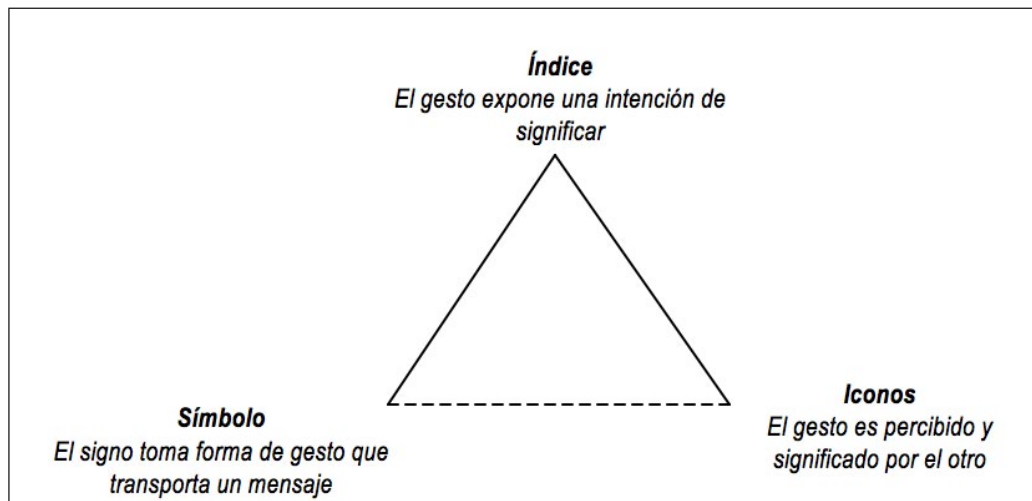 Índice
El gesto expone una intención de
significar
Símbolo
El signo toma forma de gesto que
transporta un mensaje
Iconos
El gesto es percibido y
significado por el otro